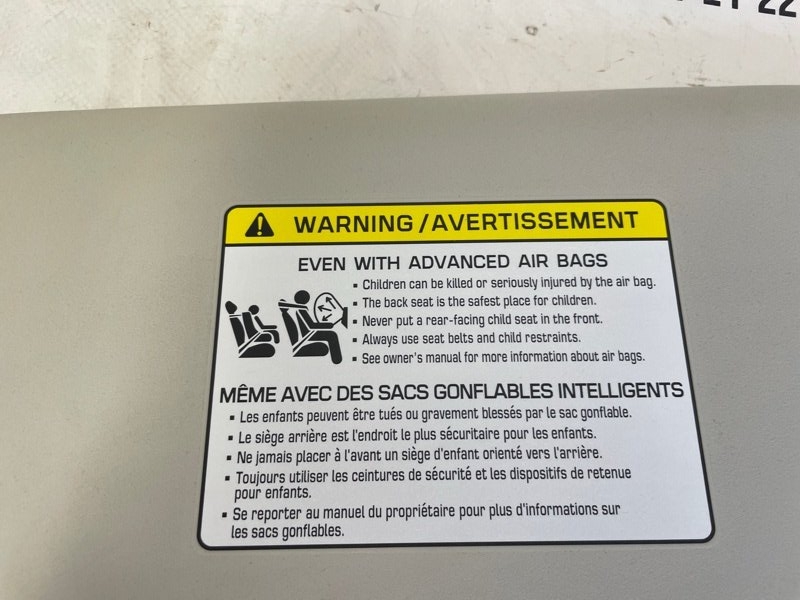 22
WARNING/AVERTISSEMENT
EVEN WITH ADVANCED AIR BAGS
▪ Children can be killed or seriously injured by the air bag.
▪ The back seat is the safest place for children.
▪ Never put a rear-facing child seat in the front.
▪ Always use seat belts and child restraints.
▪ See owner's manual for more information about air bags.
MÊME AVEC DES SACS GONFLABLES INTELLIGENTS
▪ Les enfants peuvent être tués ou gravement blessés par le sac gonflable.
▪ Le siège arrière est l'endroit le plus sécuritaire pour les enfants.
▪ Ne jamais placer à l'avant un siège d'enfant orienté vers l'arrière.
▪ Toujours utiliser les ceintures de sécurité et les dispositifs de retenue
pour enfants.
▪ Se reporter au manuel du propriétaire pour plus d'informations sur
les sacs gonflables.